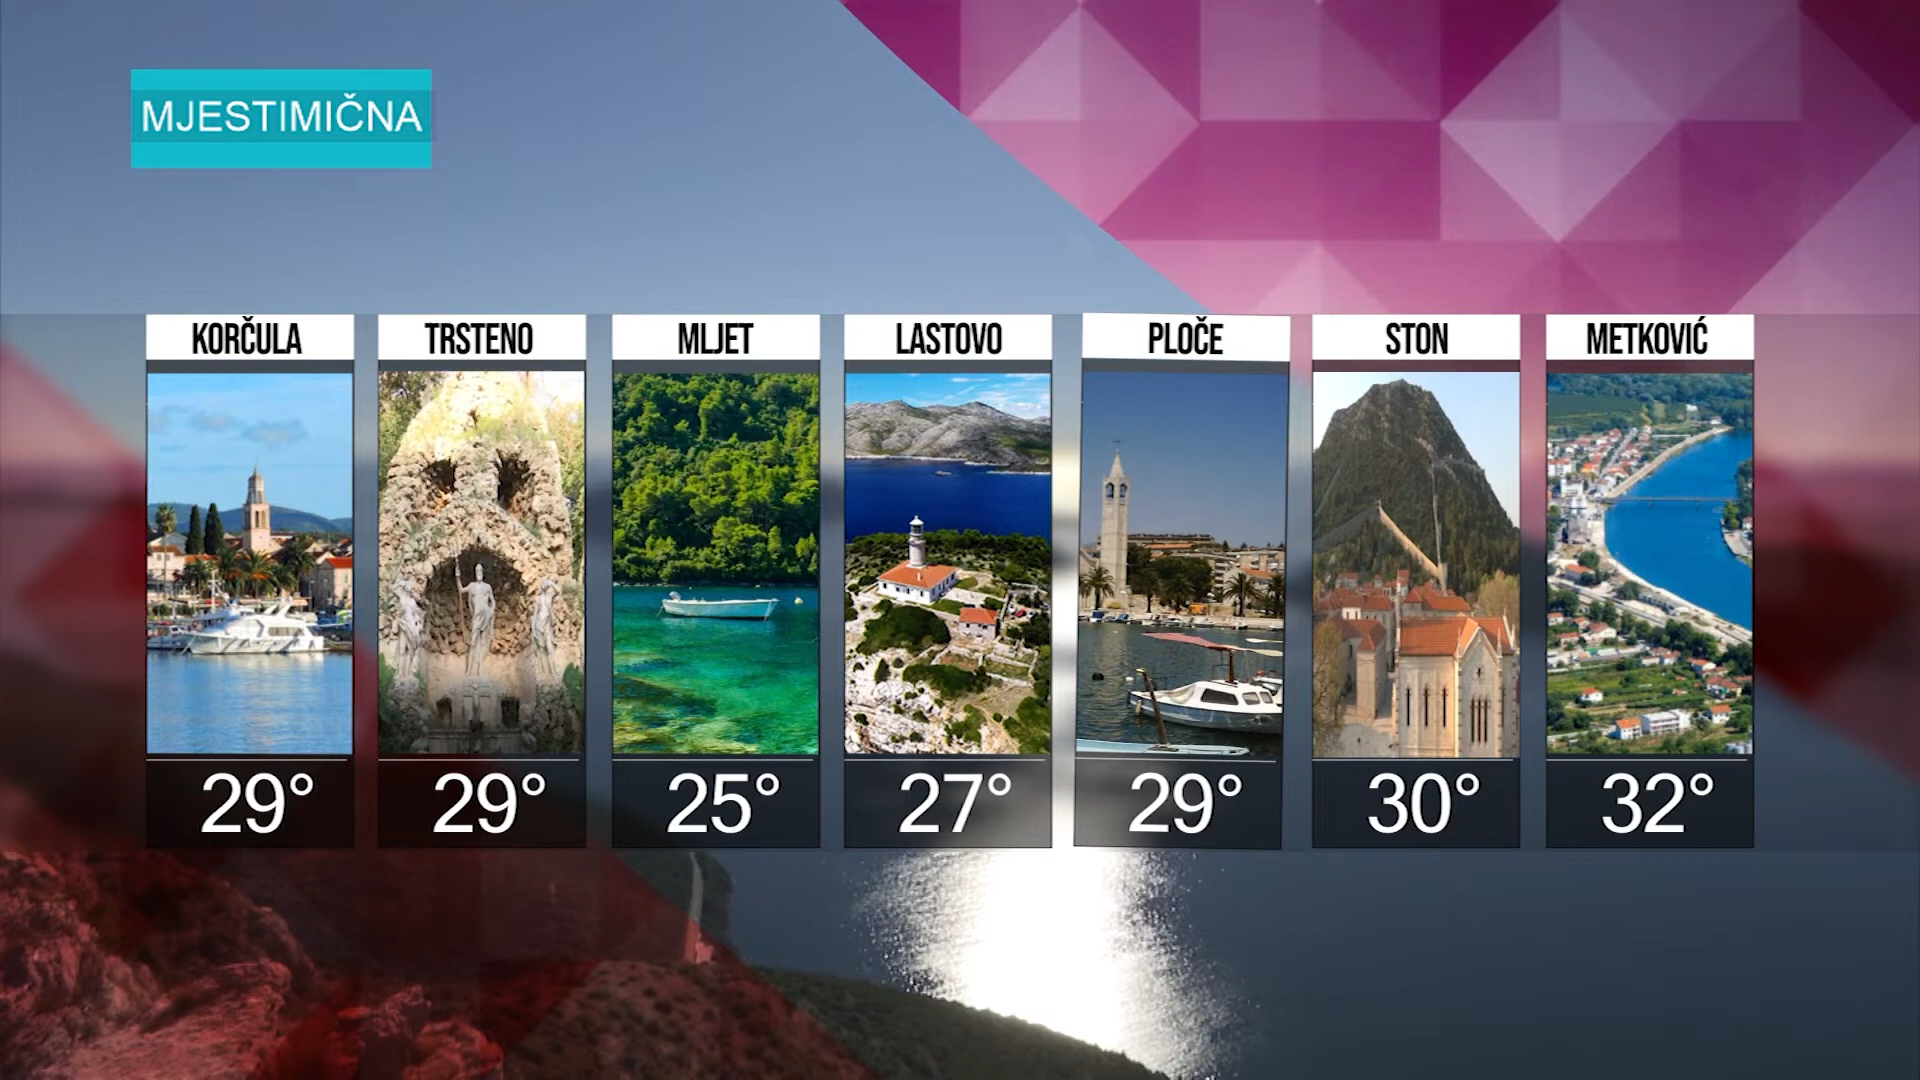 MJESTIMIČNA
KORČULA
TRSTENO
MLJET
LASTOVO
PLOČE
STON
METKOVIĆ
29°
29°
25°
27°
29°
30°
32°